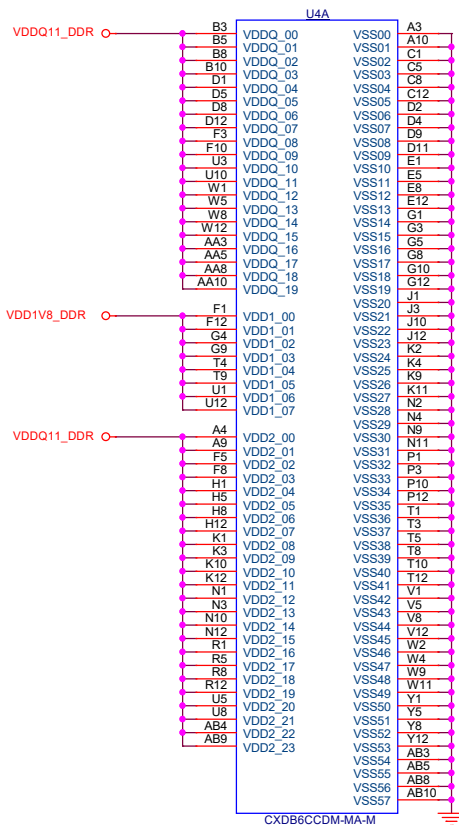 U4A
VDDQ11_DDR B3 VDDQ_00 VSS00 A3
B5 VDDQ_01 VSS01 A10
B8 VDDQ_02 VSS02 C1
B10 VDDQ_03 VSS03 C5
D1 VDDQ_04 VSS04 C8
D5 VDDQ_05 VSS05 C12
D8 VDDQ_06 VSS06 D2
D12 VDDQ_07 VSS07 D4
F3 VDDQ_08 VSS08 D9
F10 VDDQ_09 VSS09 D11
U3 VDDQ_10 VSS10 E1
U10 VDDQ_11 VSS11 E5
W1 VDDQ_12 VSS12 E8
W5 VDDQ_13 VSS13 E12
W8 VDDQ_14 VSS14 G1
W12 VDDQ_15 VSS15 G3
AA3 VDDQ_16 VSS16 G5
AA5 VDDQ_17 VSS17 G8
AA8 VDDQ_18 VSS18 G10
AA10 VDDQ_19 VSS19 G12
VSS20 J1
VDD1V8_DDR F1 VDD1_00 VSS21 J3
F12 VDD1_01 VSS22 J10
G4 VDD1_02 VSS23 J12
G9 VDD1_03 VSS24 K2
T4 VDD1_04 VSS25 K4
T9 VDD1_05 VSS26 K9
U1 VDD1_06 VSS27 K11
U12 VDD1_07 VSS28 N2
VSS29 N4
VDDQ11_DDR A4 VDD2_00 VSS30 N9
A9 VDD2_01 VSS31 N11
F5 VDD2_02 VSS32 P1
F8 VDD2_03 VSS33 P3
H1 VDD2_04 VSS34 P10
H5 VDD2_05 VSS35 P12
H8 VDD2_06 VSS36 T1
H12 VDD2_07 VSS37 T3
K1 VDD2_08 VSS38 T5
K3 VDD2_09 VSS39 T8
K10 VDD2_10 VSS40 T10
K12 VDD2_11 VSS41 T12
N1 VDD2_12 VSS42 V1
N3 VDD2_13 VSS43 V5
N10 VDD2_14 VSS44 V8
N12 VDD2_15 VSS45 V12
R1 VDD2_16 VSS46 W2
R5 VDD2_17 VSS47 W4
R8 VDD2_18 VSS48 W9
R12 VDD2_19 VSS49 W11
U5 VDD2_20 VSS50 Y1
U8 VDD2_21 VSS51 Y5
AB4 VDD2_22 VSS52 Y8
AB9 VDD2_23 VSS53 Y12
VSS54 AB3
VSS55 AB5
VSS56 AB8
VSS57 AB10
CXDB6CCDM-MA-M